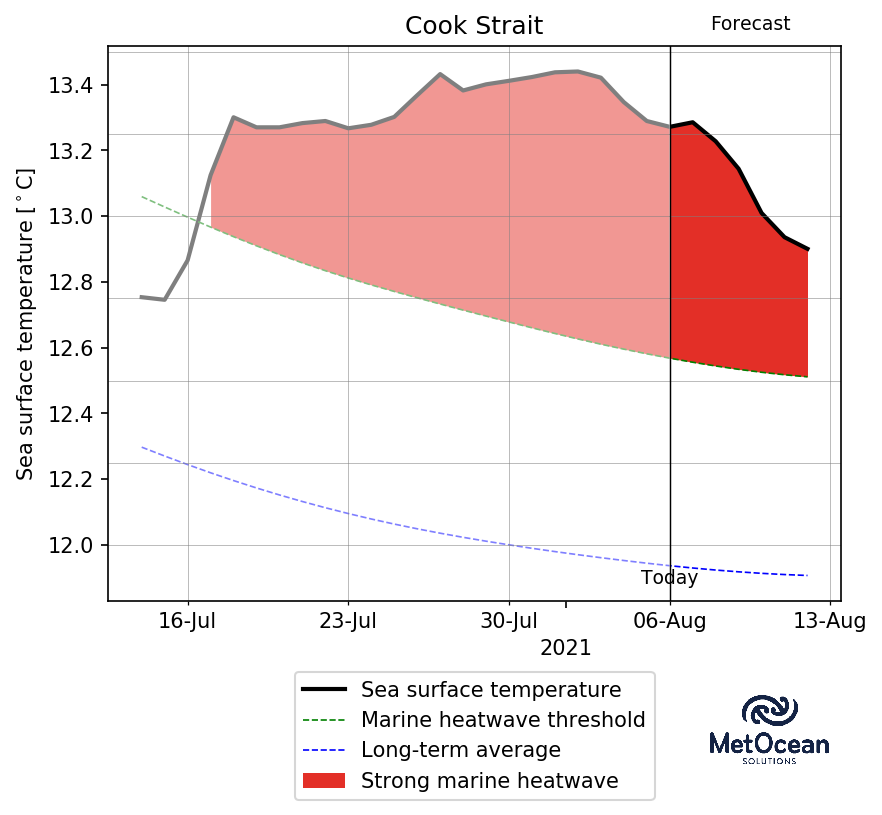 Cook Strait
Forecast
Sea surface temperature [°C]
13.4
13.2
13.0
12.8
12.6
12.4
12.2
12.0
Today
16-Jul
23-Jul
30-Jul
06-Aug
13-Aug
2021
Sea surface temperature
Marine heatwave threshold
Long-term average
Strong marine heatwave
MetOcean
SOLUTIONS